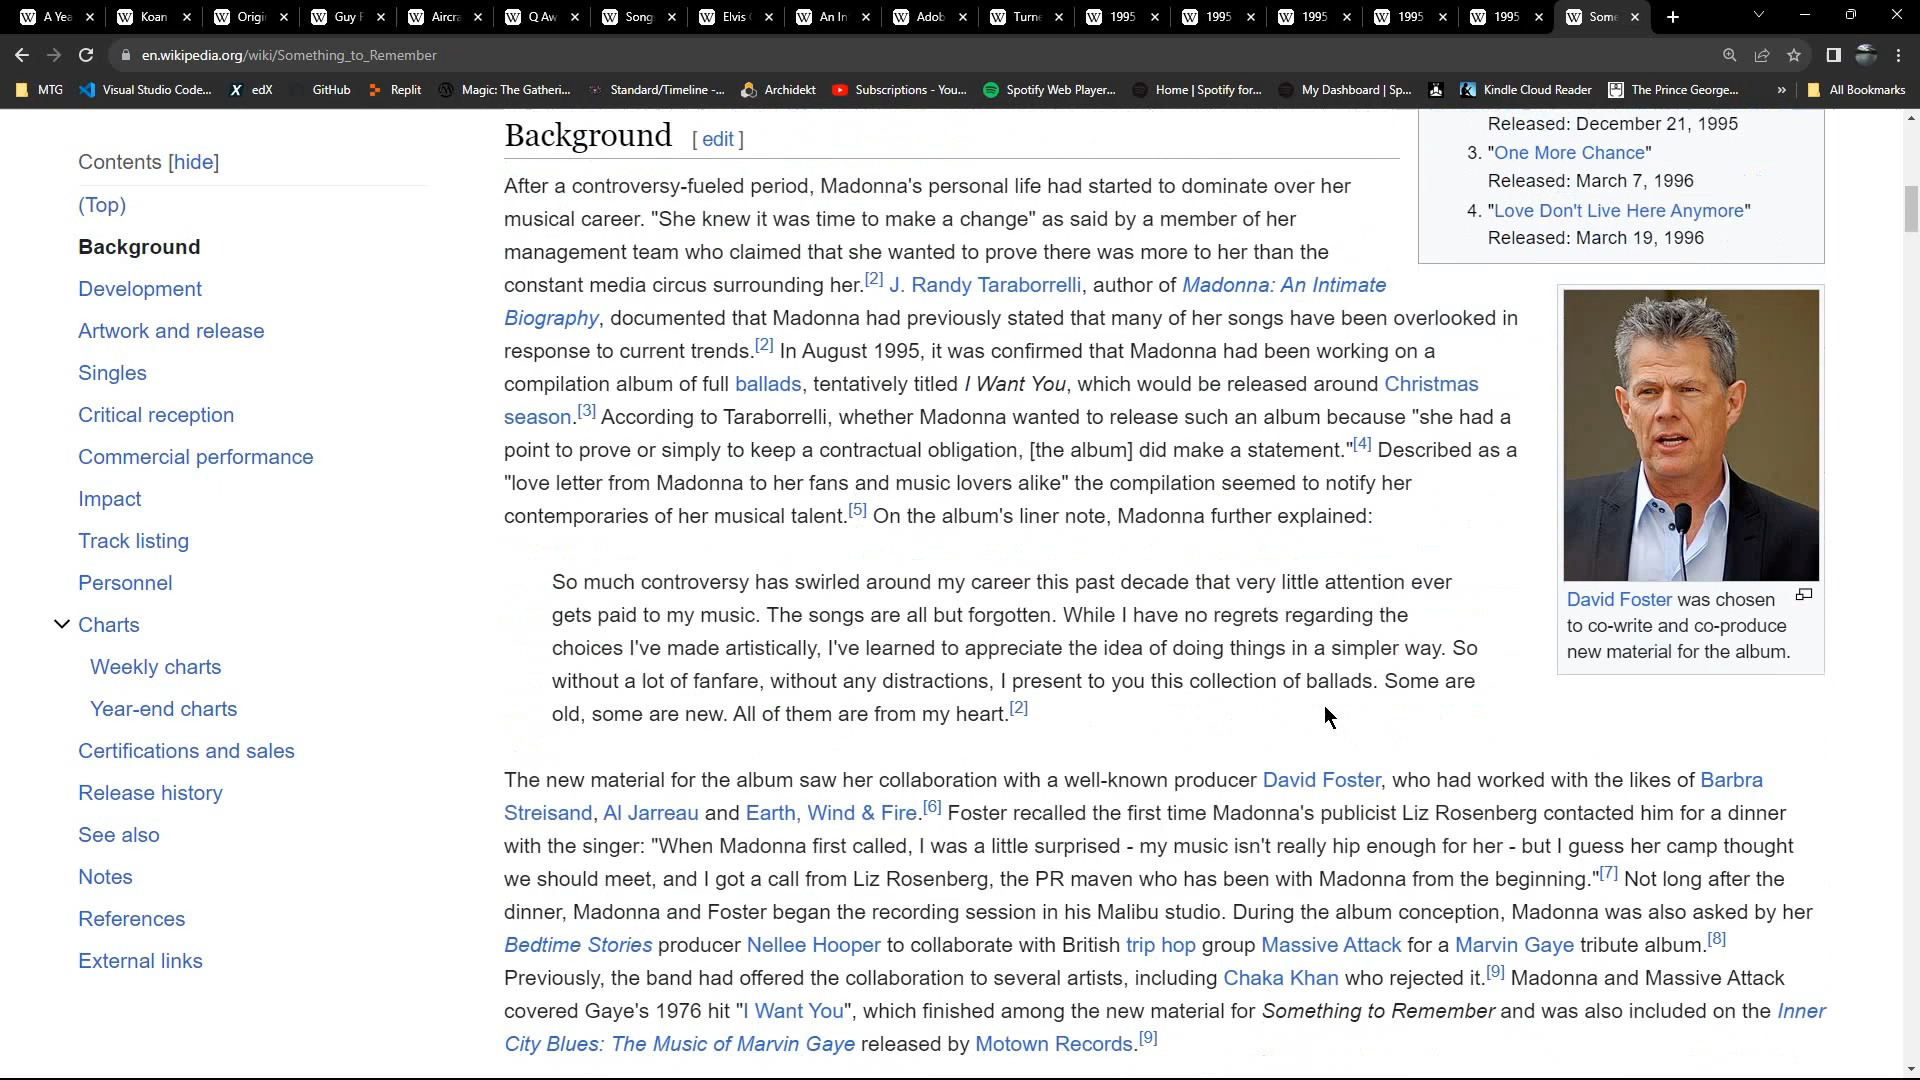 A Yea
Koan
Origi
Guy F
Aircra
Q Aw
Song
Elvis
An In
Adob
Turne
1995
1995
1995
1995
1995
Some
en.wikipedia.org/wiki/Something_to_Remember
MTG
Visual Studio Code...
edX
GitHub
Replit
Magic: The Gatheri...
Standard/Timeline -...
Archidekt
Subscriptions - You...
Spotify Web Player...
Home | Spotify for...
My Dashboard | Sp...
Kindle Cloud Reader
The Prince George...
»
All Bookmarks
Contents [hide]
(Top)
Background
Development
Artwork and release
Singles
Critical reception
Commercial performance
Impact
Track listing
Personnel
Charts
Weekly charts
Year-end charts
Certifications and sales
Release history
See also
Notes
References
External links
Background [ edit ]
After a controversy-fueled period, Madonna's personal life had started to dominate over her
musical career. "She knew it was time to make a change" as said by a member of her
management team who claimed that she wanted to prove there was more to her than the
constant media circus surrounding her.[2] J. Randy Taraborrelli, author of Madonna: An Intimate
Biography, documented that Madonna had previously stated that many of her songs have been overlooked in
response to current trends.[2] In August 1995, it was confirmed that Madonna had been working on a
compilation album of full ballads, tentatively titled I Want You, which would be released around Christmas
season.[3] According to Taraborrelli, whether Madonna wanted to release such an album because "she had a
point to prove or simply to keep a contractual obligation, [the album] did make a statement."[4] Described as a
"love letter from Madonna to her fans and music lovers alike" the compilation seemed to notify her
contemporaries of her musical talent.[5] On the album's liner note, Madonna further explained:
So much controversy has swirled around my career this past decade that very little attention ever
gets paid to my music. The songs are all but forgotten. While I have no regrets regarding the
choices I've made artistically, I've learned to appreciate the idea of doing things in a simpler way. So
without a lot of fanfare, without any distractions, I present to you this collection of ballads. Some are
old, some are new. All of them are from my heart.[2]
The new material for the album saw her collaboration with a well-known producer David Foster, who had worked with the likes of Barbra
Streisand, Al Jarreau and Earth, Wind & Fire.[6] Foster recalled the first time Madonna's publicist Liz Rosenberg contacted him for a dinner
with the singer: "When Madonna first called, I was a little surprised - my music isn't really hip enough for her - but I guess her camp thought
we should meet, and I got a call from Liz Rosenberg, the PR maven who has been with Madonna from the beginning."[7] Not long after the
dinner, Madonna and Foster began the recording session in his Malibu studio. During the album conception, Madonna was also asked by her
Bedtime Stories producer Nellee Hooper to collaborate with British trip hop group Massive Attack for a Marvin Gaye tribute album.[8]
Previously, the band had offered the collaboration to several artists, including Chaka Khan who rejected it.[9] Madonna and Massive Attack
covered Gaye's 1976 hit "I Want You", which finished among the new material for Something to Remember and was also included on the Inner
City Blues: The Music of Marvin Gaye released by Motown Records.[9]
Released: December 21, 1995
3. "One More Chance"
Released: March 7, 1996
4. "Love Don't Live Here Anymore"
Released: March 19, 1996
David Foster was chosen
to co-write and co-produce
new material for the album.